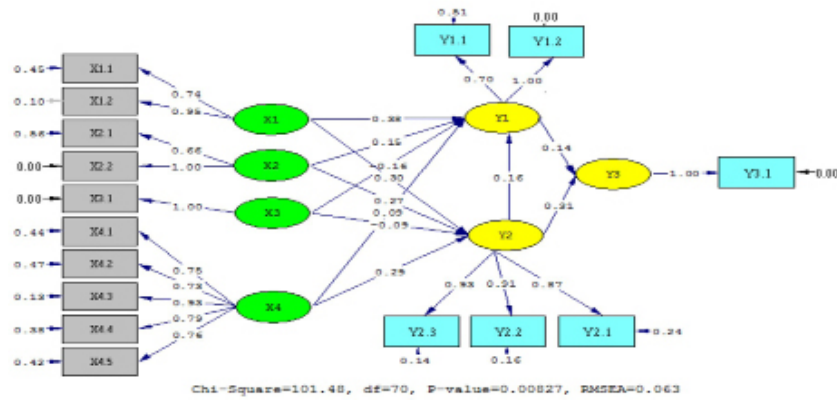 0.81
0.00
Y1.1
Y1.2
0.45
X1.1
0.70
1.00
0.74
0.10
X1.2
0.95
X1
0.38
Y1
X2.1
0.66
0.15
0.14
0.00
X2.2
1.00
X2
0.16
0.30
Y3
1.00
Y3.1
0.00
0.00
X3.1
1.00
X3
0.27
0.16
0.09
0.09
0.44
X4.1
Y2
0.47
X4.2
0.75
0.73
0.29
0.13
X4.3
0.93
X4
0.93
0.91
0.87
X4.4
0.79
Y2.3
Y2.2
Y2.1
0.24
0.42
X4.5
0.76
0.14
0.16
Chi-Square=101.48, df=70, P-value=0.00827, RMSEA=0.063